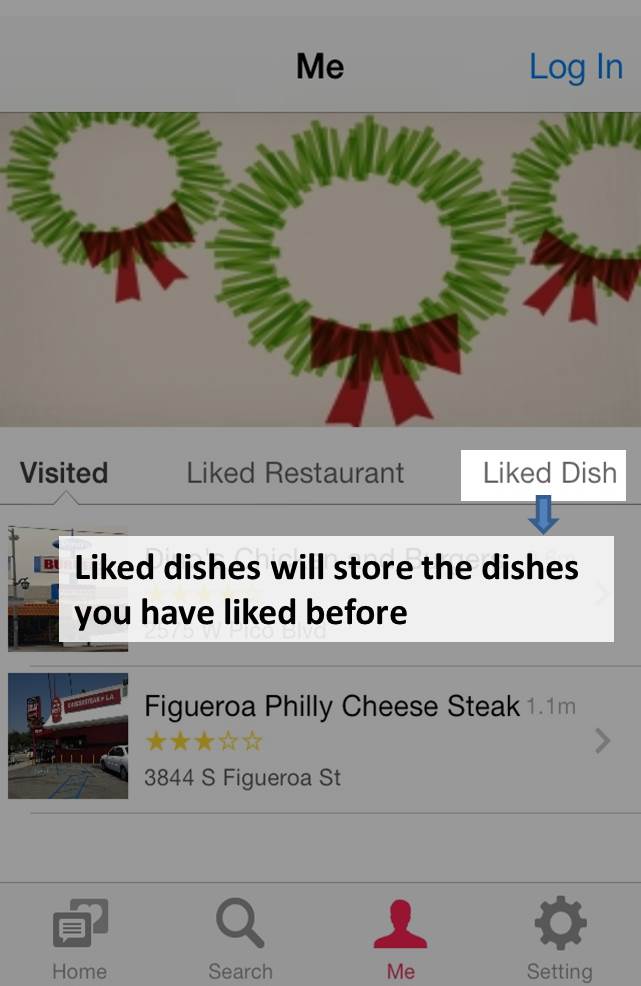 Me
Log In
Visited
Liked Restaurant
Liked Dish
Liked dishes will store the dishes
you have liked before
2575 W Pico Blvd
Figueroa Philly Cheese Steak 1.1m
3844 S Figueroa St
Home
Search
Me
Setting